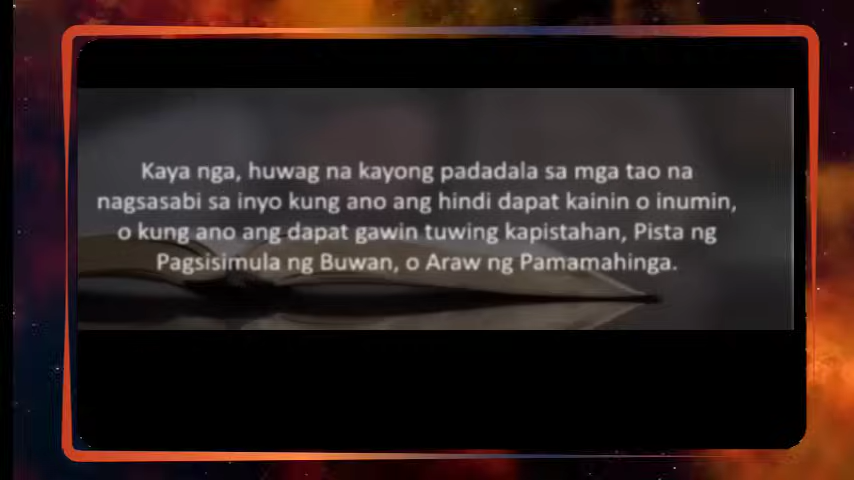 Kaya nga, huwag na kayong padadala sa mga tao na
nagsasabi sa inyo kung ano ang hindi dapat kainin o inumin,
o kung ano ang dapat gawin tuwing kapistahan, Pista ng
Pagsisimula ng Buwan, o Araw ng Pamamahinga.